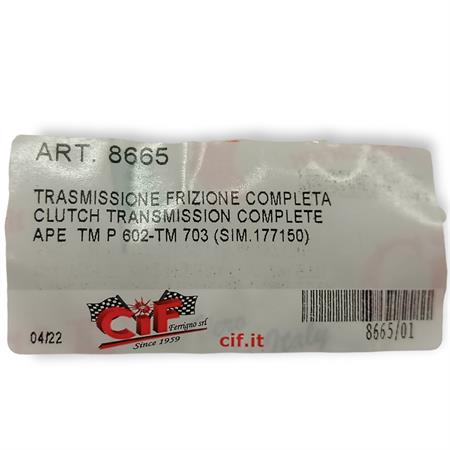 ART. 8665
TRASMISSIONE FRIZIONE COMPLETA
CLUTCH TRANSMISSION COMPLETE
APE TM P 602-TM 703 (SIM.177150)
04/22
CiF
Ferrigno srl
Since 1959
cif.it
Italy
8665/01